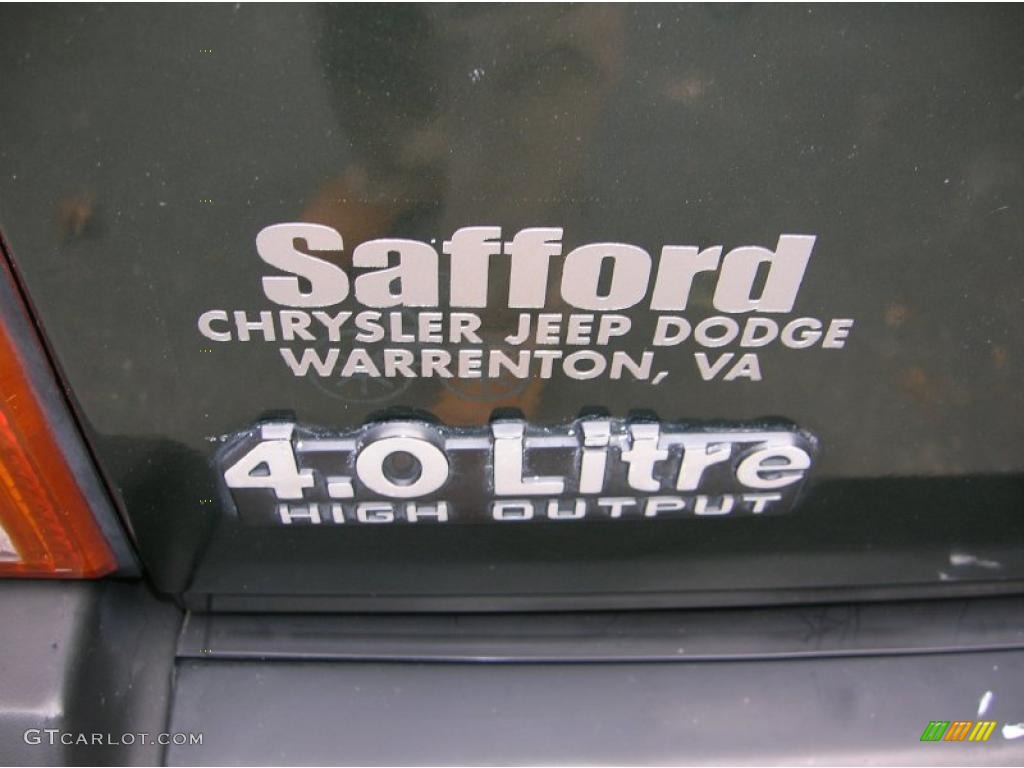 Safford
CHRYSLER JEEP DODGE
WARRENTON, VA
4.0 Litre
HIGH OUTPUT
GTCARLOT.COM